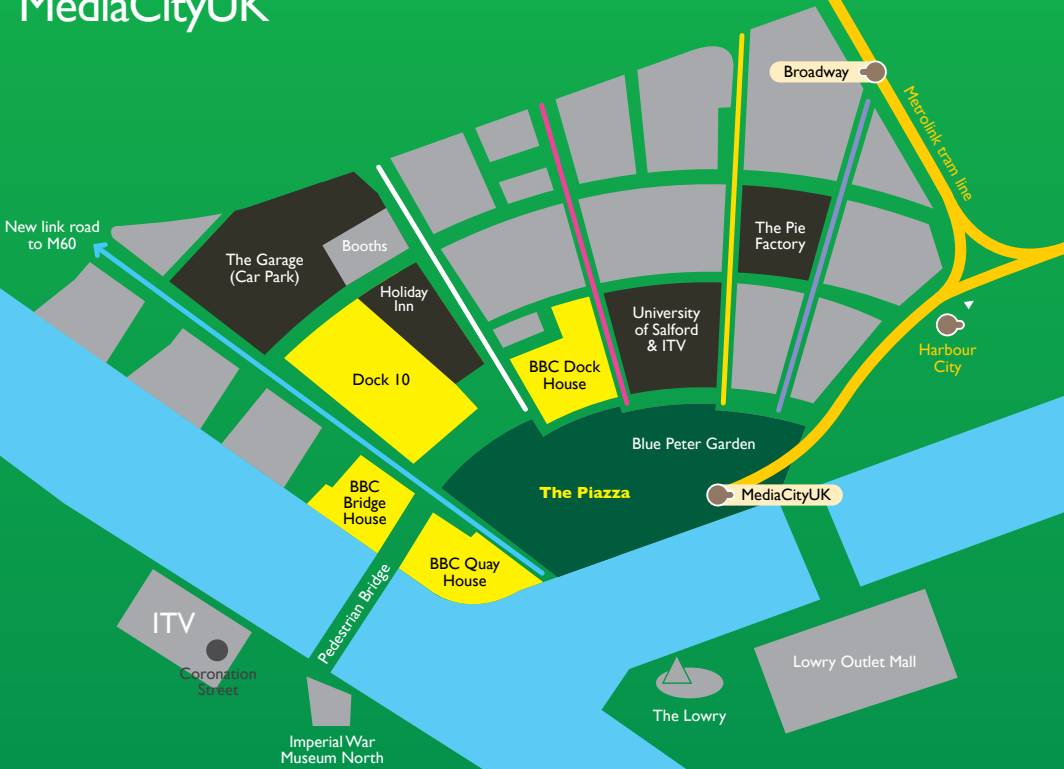 MediaCityUK
Broadway
Metrolink tram line
New link road
to M60
The Garage
(Car Park)
Booths
Holiday
Inn
The Pie
Factory
University
of Salford
& ITV
Harbour
City
Dock 10
BBC Dock
House
Blue Peter Garden
The Piazza
MediaCityUK
BBC
Bridge
House
BBC Quay
House
Pedestrian Bridge
ITV
Coronation
Street
Imperial War
Museum North
The Lowry
Lowry Outlet Mall